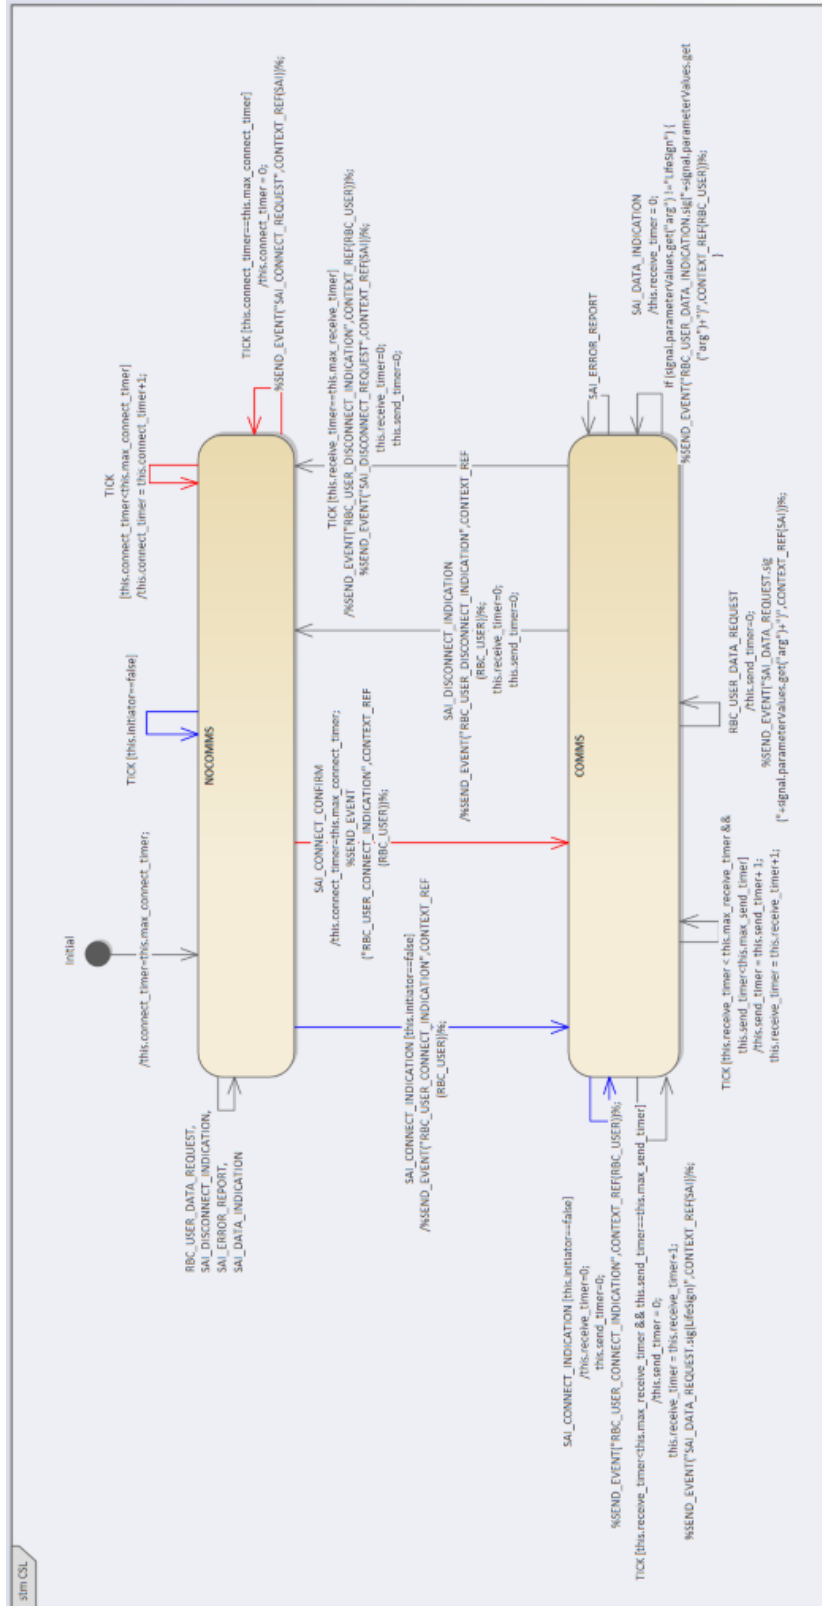 stm CSL
Initial
/this.connect_timer=this.max_connect_timer;
TICK [this.initiator==false]
TICK
[this.connect_timer<this.max_connect_timer]
/this.connect_timer = this.connect_timer+1;
TICK [this.connect_timer==this.max_connect_timer]
/this.connect_timer = 0;
%SEND_EVENT("SAI_CONNECT_REQUEST",CONTEXT_REF(SAI))%;
RBC_USER_DATA_REQUEST,
SAI_DISCONNECT_INDICATION,
SAI_ERROR_REPORT,
SAI_DATA_INDICATION
NOCOMMS
SAI_CONNECT_INDICATION [this.initiator==false]
/%SEND_EVENT("RBC_USER_CONNECT_INDICATION",CONTEXT_REF
(RBC_USER))%;
SAI_CONNECT_CONFIRM
/this.connect_timer=this.max_connect_timer;
%SEND_EVENT
("RBC_USER_CONNECT_INDICATION",CONTEXT_REF
(RBC_USER))%;
SAI_DISCONNECT_INDICATION
/%SEND_EVENT("RBC_USER_DISCONNECT_INDICATION",CONTEXT_REF
(RBC_USER))%;
this.receive_timer=0;
this.send_timer=0;
TICK [this.receive_timer==this.max_receive_timer]
/%SEND_EVENT("RBC_USER_DISCONNECT_INDICATION",CONTEXT_REF(RBC_USER))%;
%SEND_EVENT("SAI_DISCONNECT_REQUEST",CONTEXT_REF(SAI))%;
this.receive_timer=0;
this.send_timer=0;
COMMS
SAI_CONNECT_INDICATION [this.initiator==false]
/this.receive_timer=0;
this.send_timer=0;
%SEND_EVENT("RBC_USER_CONNECT_INDICATION",CONTEXT_REF(RBC_USER))%;
TICK [this.receive_timer<this.max_receive_timer && this.send_timer==this.max_send_timer]
/this.send_timer = 0;
this.receive_timer = this.receive_timer+1;
%SEND_EVENT("SAI_DATA_REQUEST.sig(LifeSign)",CONTEXT_REF(SAI))%;
TICK [this.receive_timer < this.max_receive_timer &&
this.send_timer<this.max_send_timer]
/this.send_timer = this.send_timer+ 1;
this.receive_timer = this.receive_timer+1;
RBC_USER_DATA_REQUEST
/this.send_timer=0;
%SEND_EVENT("SAI_DATA_REQUEST.sig
("+signal.parameterValues.get("arg")+")",CONTEXT_REF(SAI))%;
SAI_ERROR_REPORT
SAI_DATA_INDICATION
/this.receive_timer = 0;
if (signal.parameterValues.get("arg") !="LifeSign") {
%SEND_EVENT("RBC_USER_DATA_INDICATION.sig("+signal.parameterValues.get
("arg")+")",CONTEXT_REF(RBC_USER))%;
}